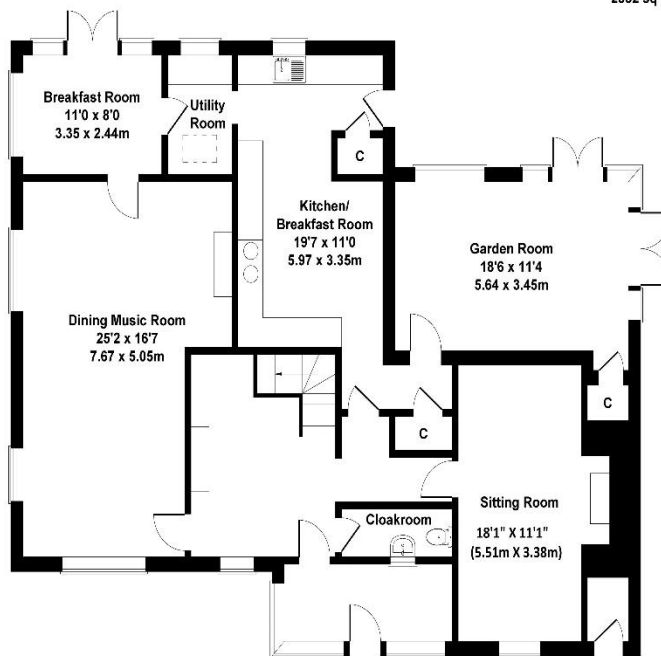 2352 sq
Breakfast Room
11'0 x 8'0
3.35 x 2.44m
Utility
Room
C
Kitchen/
Breakfast Room
19'7 x 11'0
5.97 x 3.35m
Garden Room
18'6 x 11'4
5.64 x 3.45m
Dining Music Room
25'2 x 16'7
7.67 x 5.05m
C
C
Cloakroom
Sitting Room
18'1" X 11'1"
(5.51m X 3.38m)